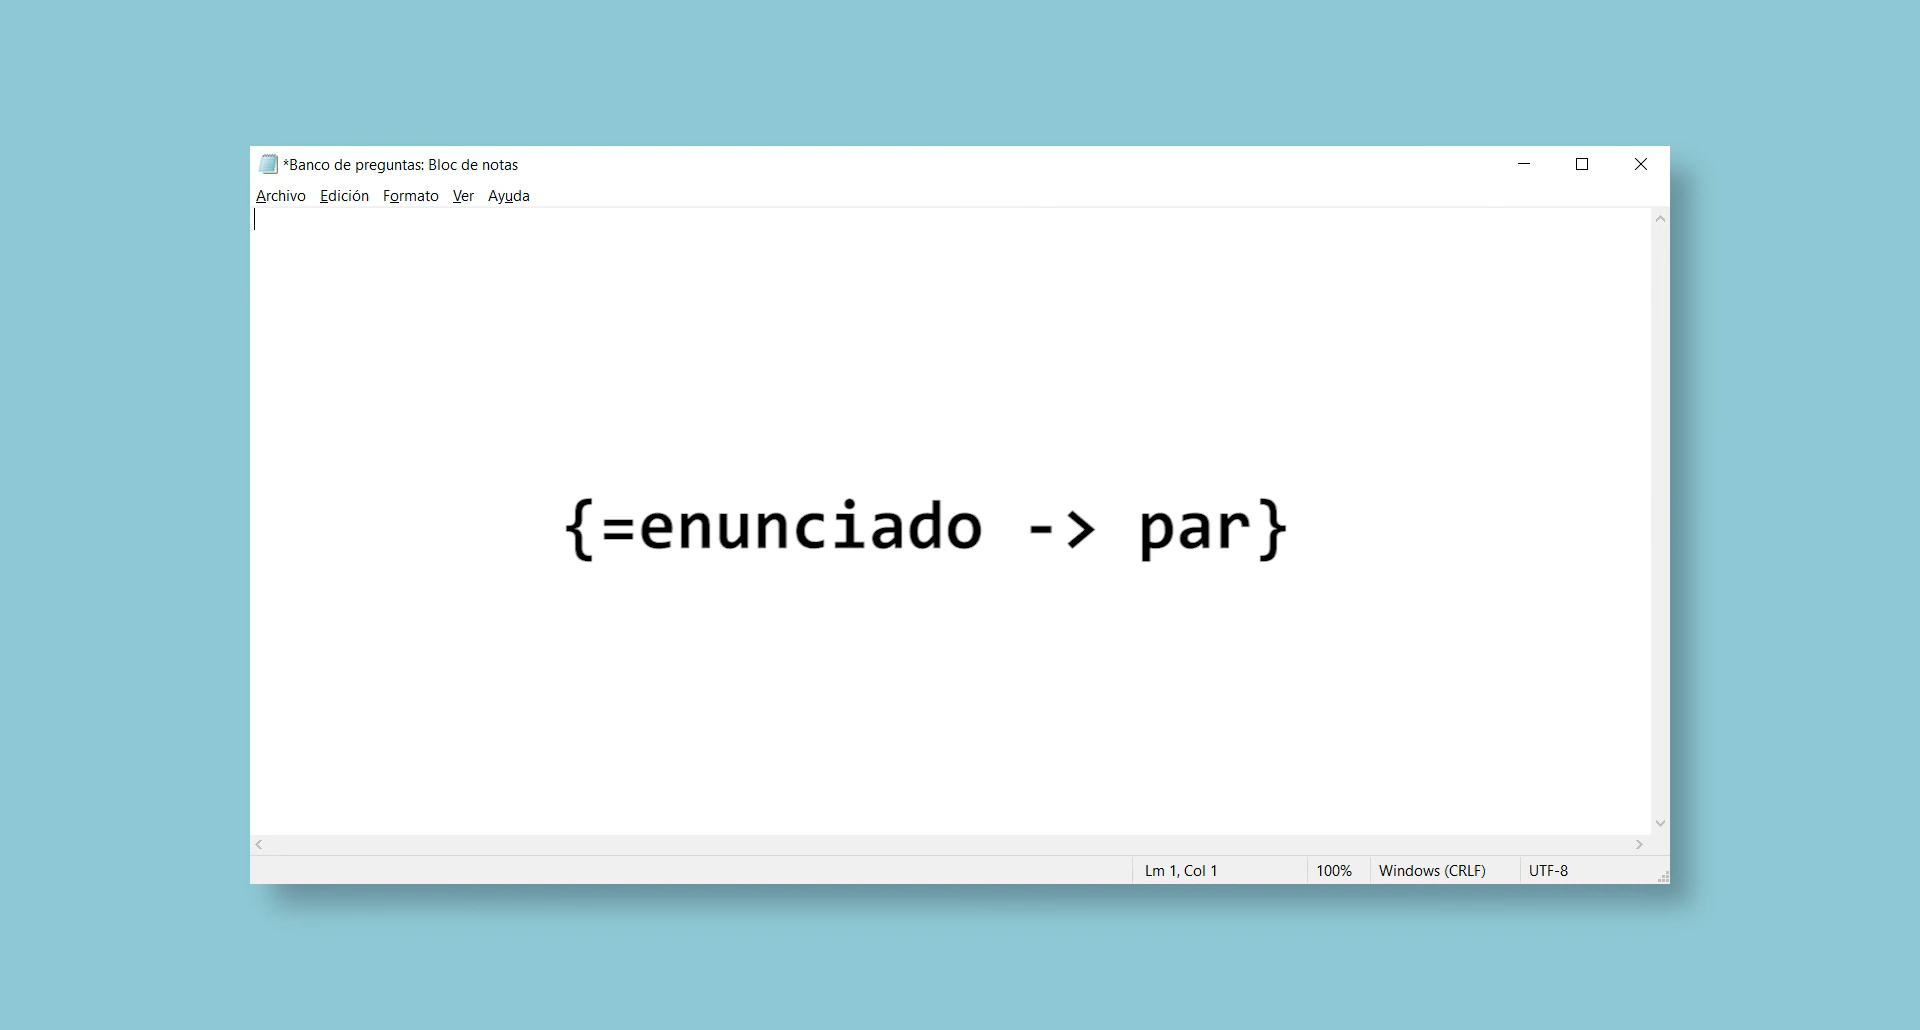 *Banco de preguntas: Bloc de notas
Archivo Edición Formato Ver Ayuda
{=enunciado -> par}
Lm 1, Col 1 100% Windows (CRLF) UTF-8